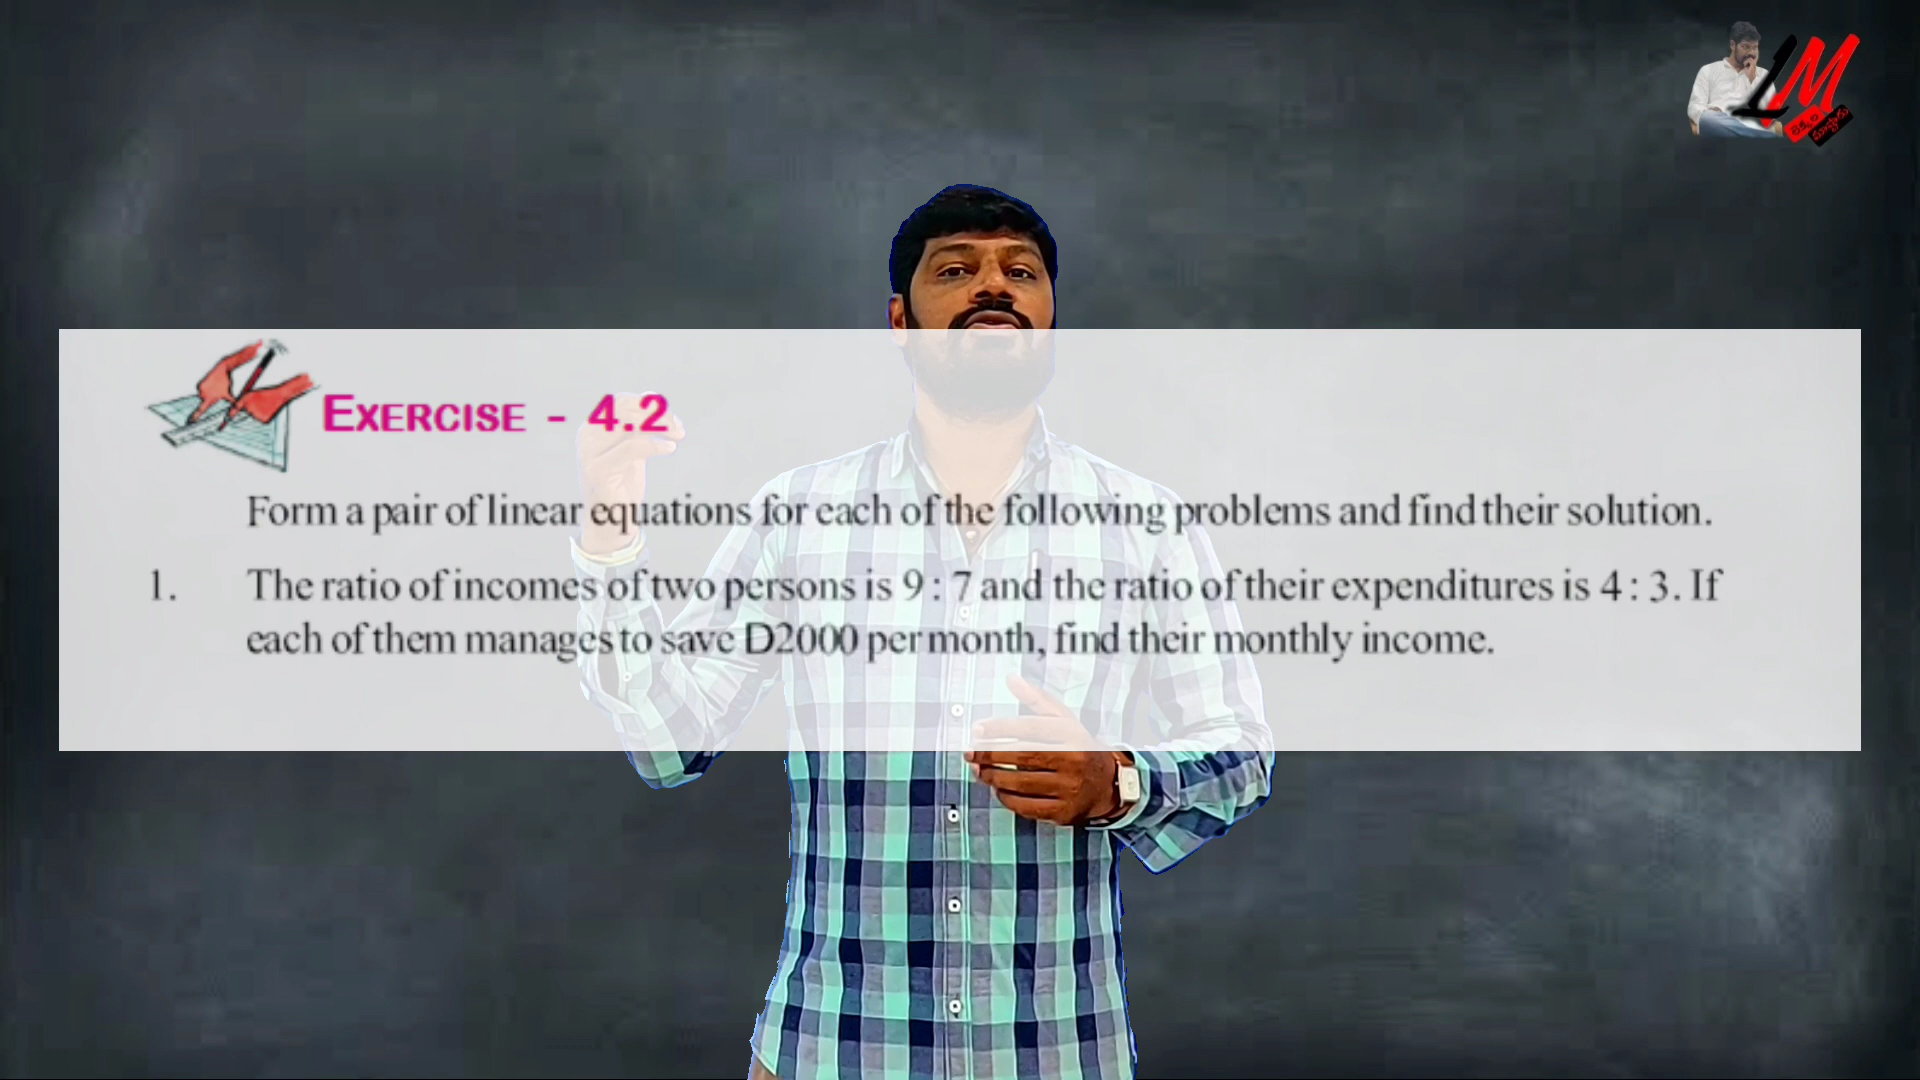 LM
లెక్కల
మాస్టారు
EXERCISE - 4.2
Form a pair of linear equations for each of the following problems and find their solution.
1. The ratio of incomes of two persons is 9 : 7 and the ratio of their expenditures is 4 : 3. If
each of them manages to save D2000 per month, find their monthly income.